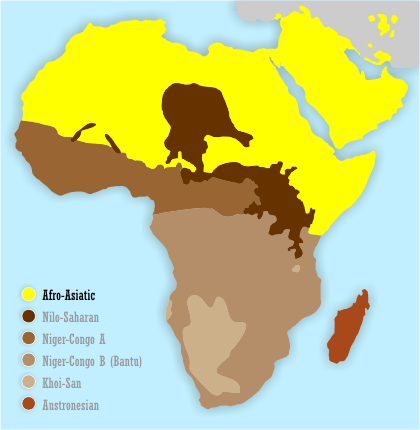 Afro-Asiatic
Nilo-Saharan
Niger-Congo A
Niger-Congo B (Bantu)
Khoi-San
Austronesian